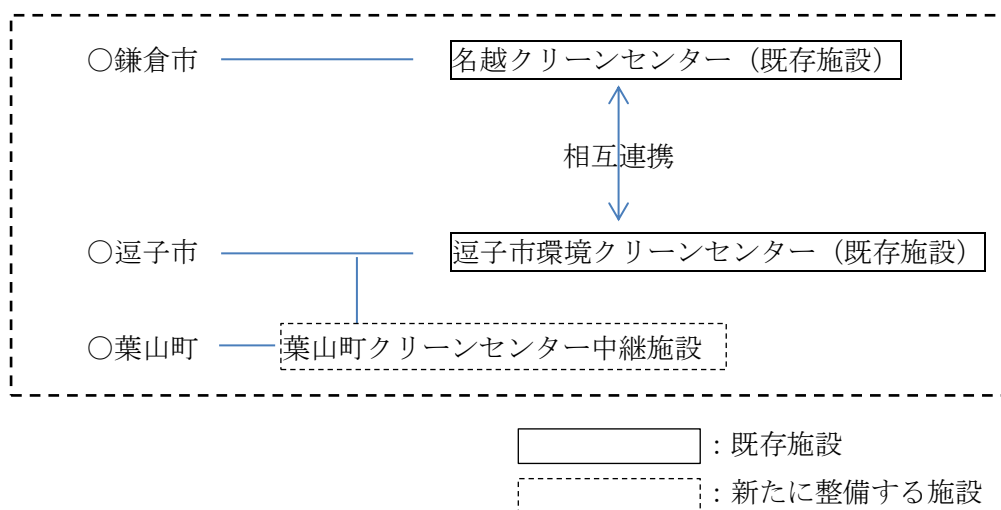 ○鎌倉市 名越クリーンセンター（既存施設）
相互連携
○逗子市 逗子市環境クリーンセンター（既存施設）
○葉山町 葉山町クリーンセンター中継施設
：既存施設
：新たに整備する施設